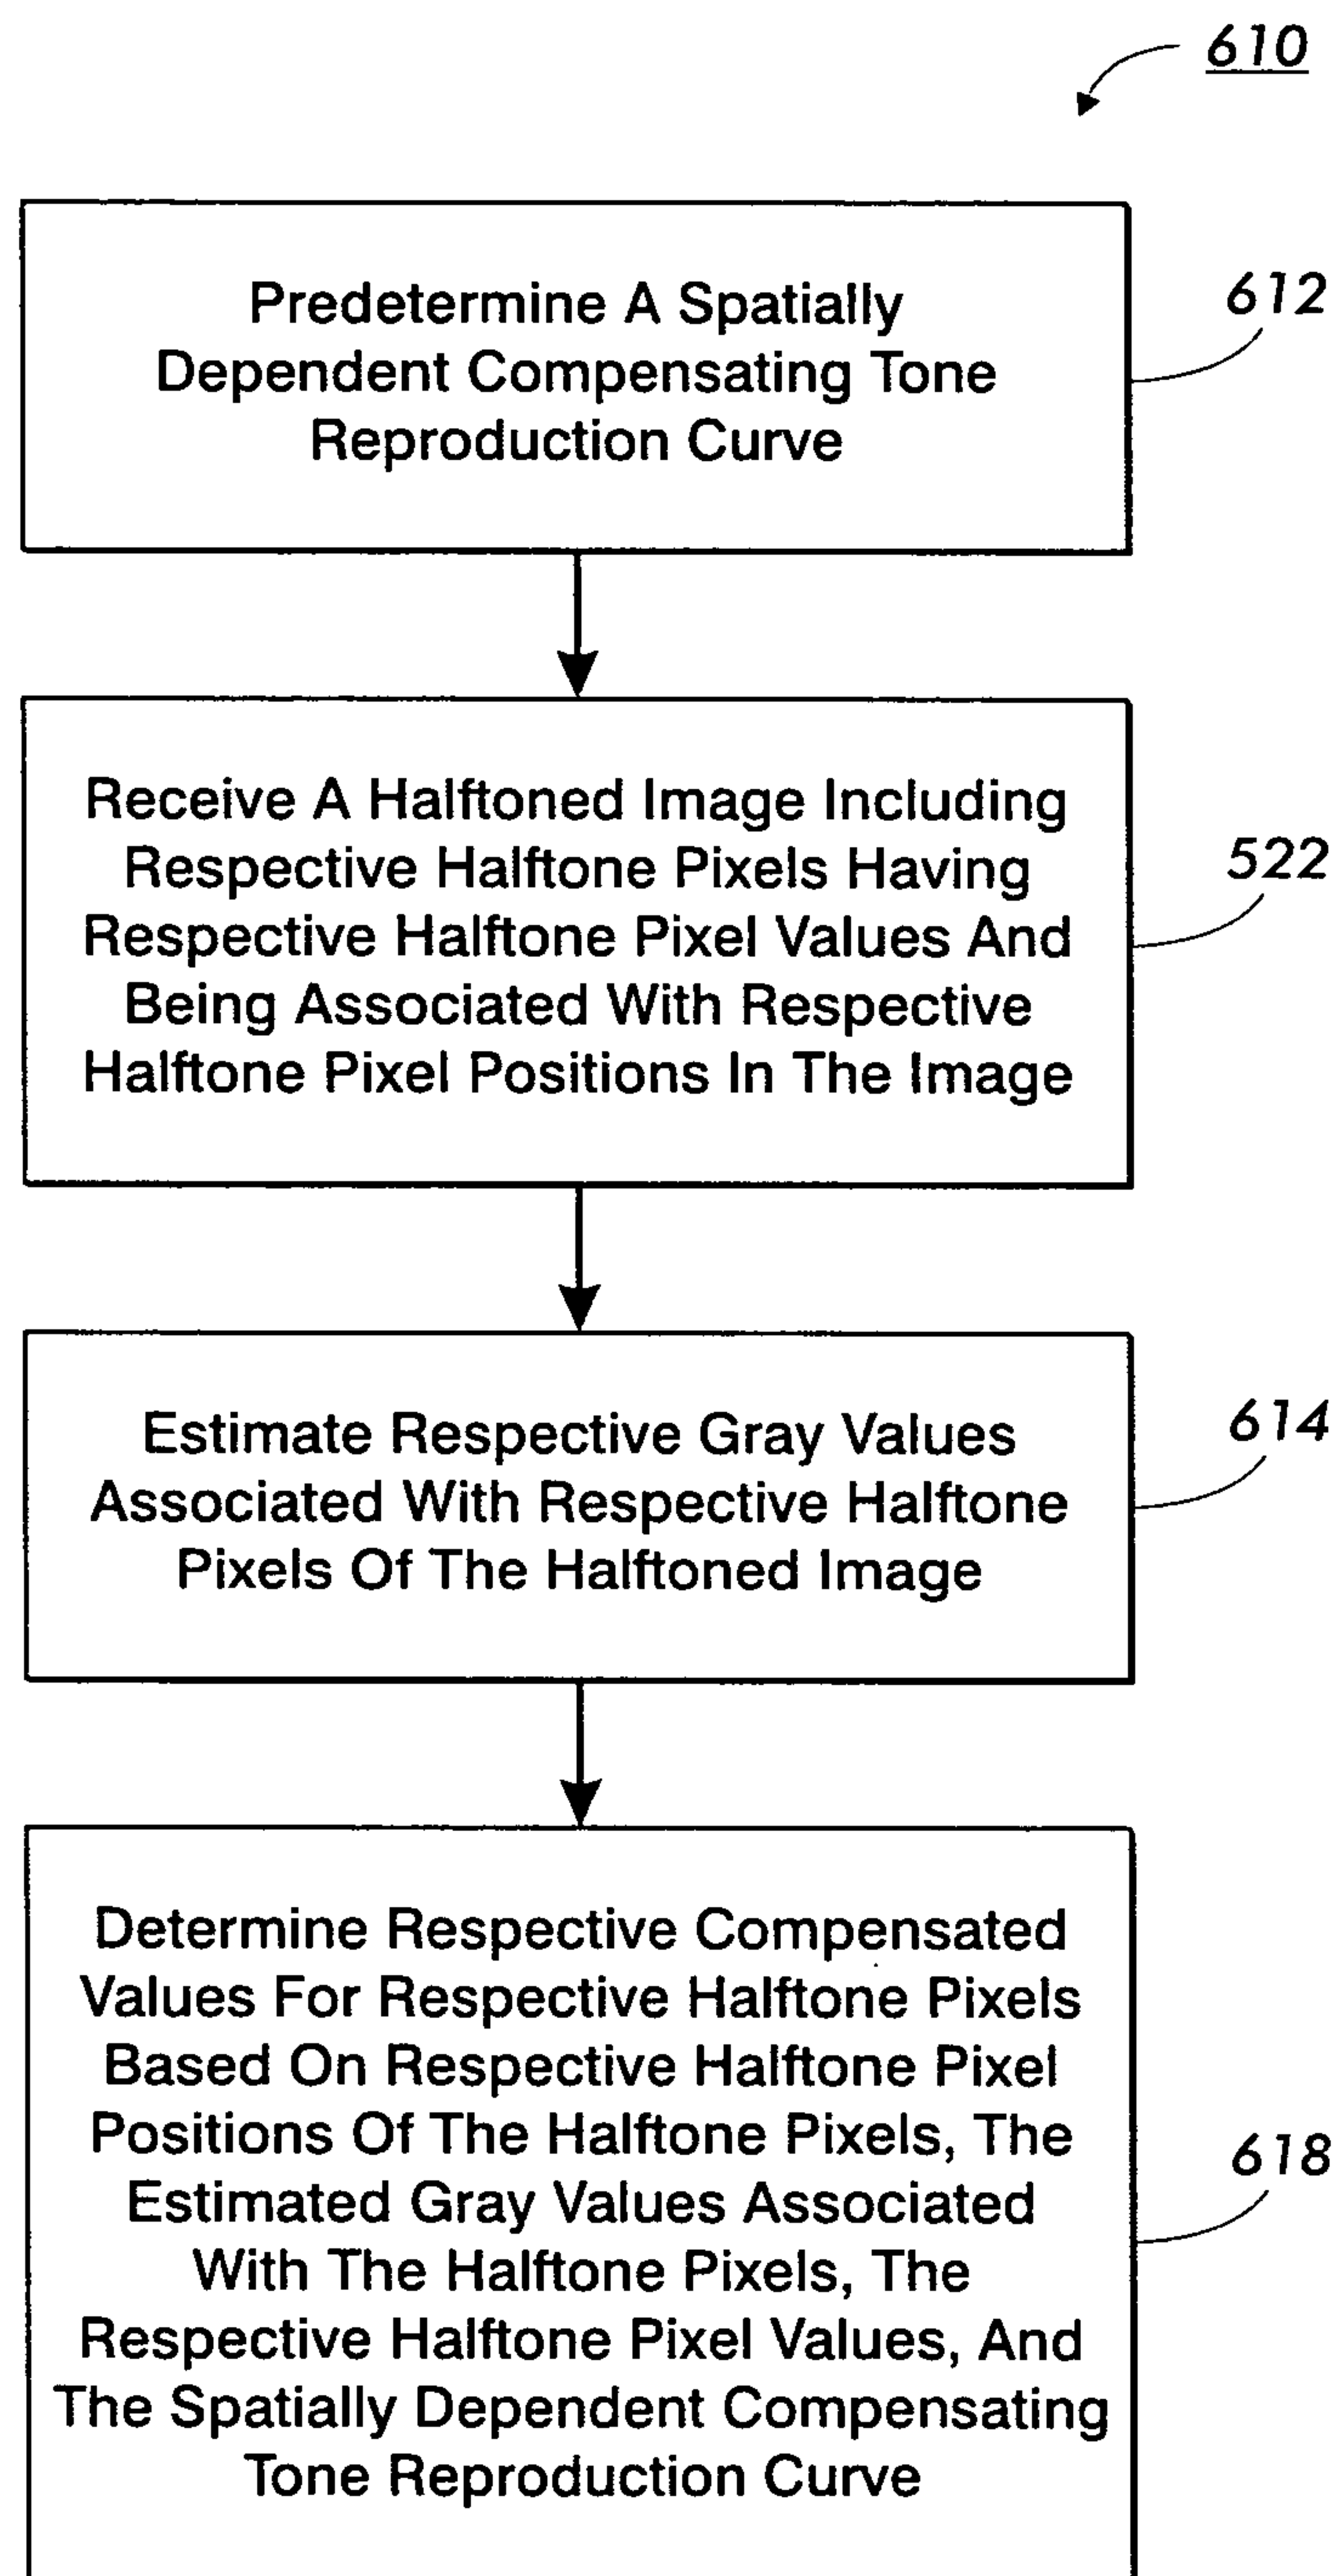 610
Predetermine A Spatially
Dependent Compensating Tone
Reproduction Curve
612
Receive A Halftoned Image Including
Respective Halftone Pixels Having
Respective Halftone Pixel Values And
Being Associated With Respective
Halftone Pixel Positions In The Image
522
Estimate Respective Gray Values
Associated With Respective Halftone
Pixels Of The Halftoned Image
614
Determine Respective Compensated
Values For Respective Halftone Pixels
Based On Respective Halftone Pixel
Positions Of The Halftone Pixels, The
Estimated Gray Values Associated
With The Halftone Pixels, The
Respective Halftone Pixel Values, And
The Spatially Dependent Compensating
Tone Reproduction Curve
618